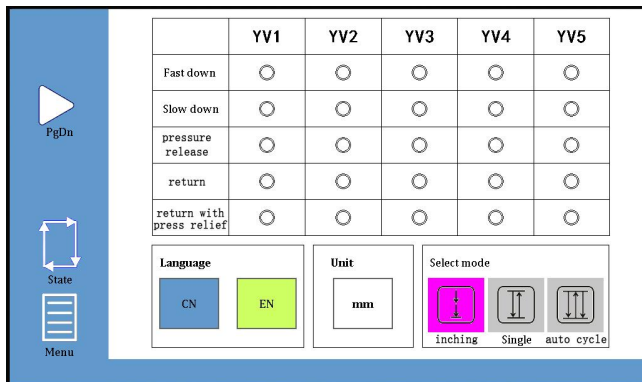 YV1 YV2 YV3 YV4 YV5
Fast down
Slow down
pressure
release
return
return with
press relief
PgDn
State
Menu
Language
CN EN
Unit
mm
Select mode
inching Single auto cycle